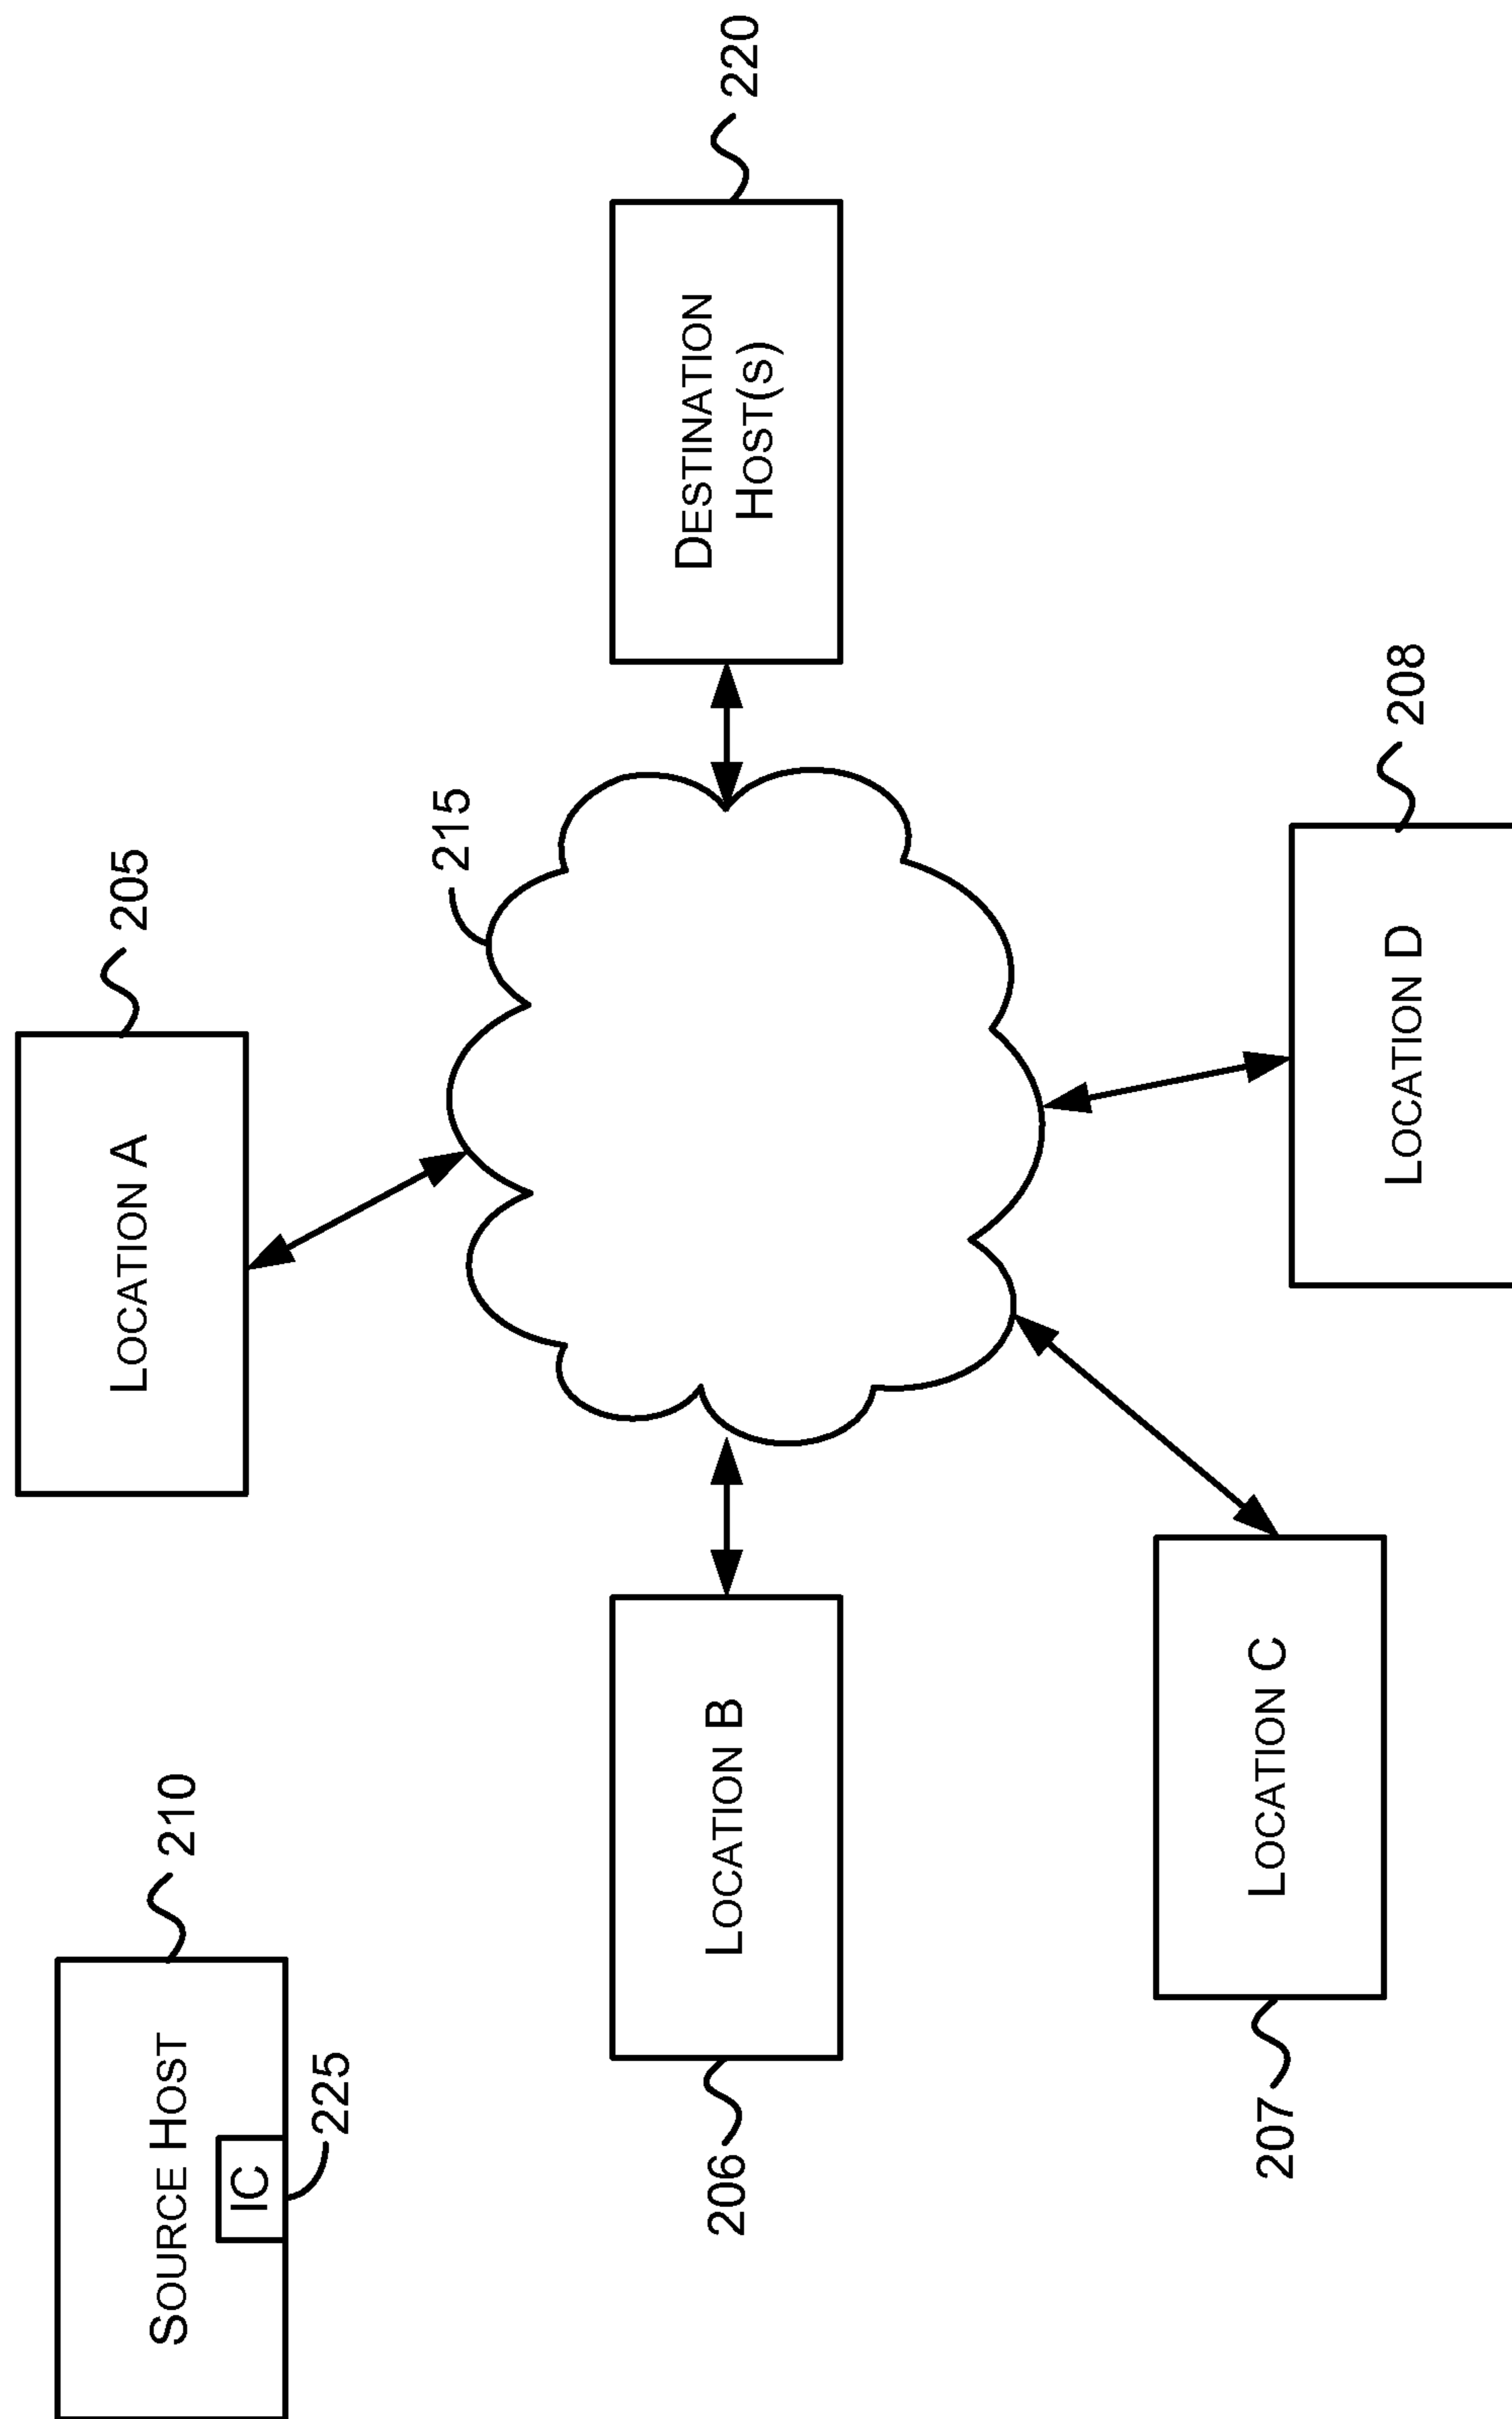 SOURCE HOST
210
IC
225
LOCATION A
205
215
LOCATION B
206
DESTINATION
HOST(S)
220
LOCATION C
207
LOCATION D
208